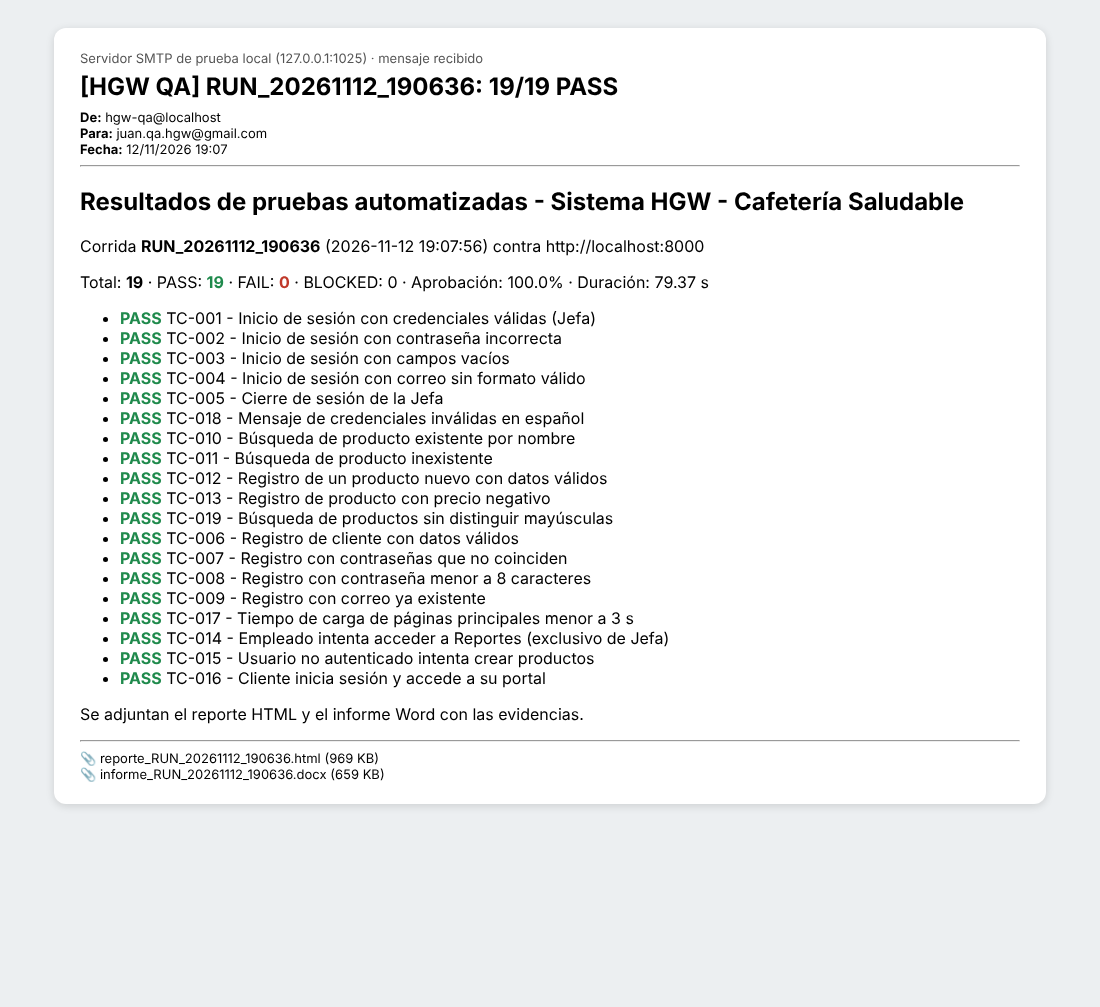 Servidor SMTP de prueba local (127.0.0.1:1025) · mensaje recibido
[HGW QA] RUN_20261112_190636: 19/19 PASS
De: hgw-qa@localhost
Para: juan.qa.hgw@gmail.com
Fecha: 12/11/2026 19:07
Resultados de pruebas automatizadas - Sistema HGW - Cafetería Saludable
Corrida RUN_20261112_190636 (2026-11-12 19:07:56) contra http://localhost:8000
Total: 19 · PASS: 19 · FAIL: 0 · BLOCKED: 0 · Aprobación: 100.0% · Duración: 79.37 s
• PASS TC-001 - Inicio de sesión con credenciales válidas (Jefa)
• PASS TC-002 - Inicio de sesión con contraseña incorrecta
• PASS TC-003 - Inicio de sesión con campos vacíos
• PASS TC-004 - Inicio de sesión con correo sin formato válido
• PASS TC-005 - Cierre de sesión de la Jefa
• PASS TC-018 - Mensaje de credenciales inválidas en español
• PASS TC-010 - Búsqueda de producto existente por nombre
• PASS TC-011 - Búsqueda de producto inexistente
• PASS TC-012 - Registro de un producto nuevo con datos válidos
• PASS TC-013 - Registro de producto con precio negativo
• PASS TC-019 - Búsqueda de productos sin distinguir mayúsculas
• PASS TC-006 - Registro de cliente con datos válidos
• PASS TC-007 - Registro con contraseñas que no coinciden
• PASS TC-008 - Registro con contraseña menor a 8 caracteres
• PASS TC-009 - Registro con correo ya existente
• PASS TC-017 - Tiempo de carga de páginas principales menor a 3 s
• PASS TC-014 - Empleado intenta acceder a Reportes (exclusivo de Jefa)
• PASS TC-015 - Usuario no autenticado intenta crear productos
• PASS TC-016 - Cliente inicia sesión y accede a su portal
Se adjuntan el reporte HTML y el informe Word con las evidencias.
📎 reporte_RUN_20261112_190636.html (969 KB)
📎 informe_RUN_20261112_190636.docx (659 KB)